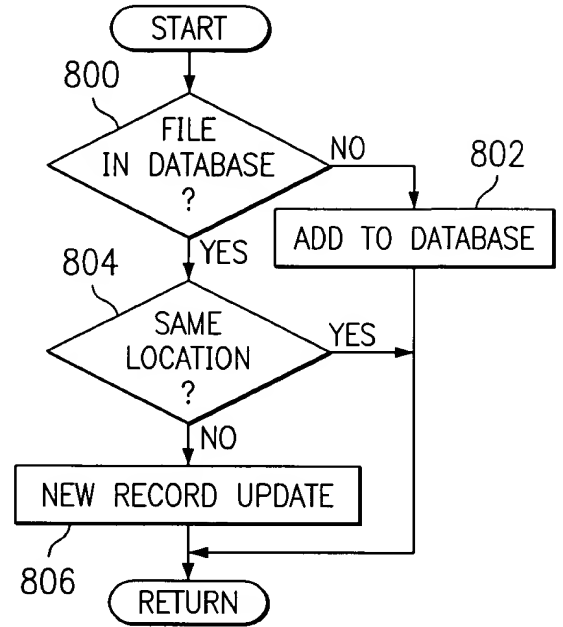 START
800
FILE
IN DATABASE
?
NO
802
ADD TO DATABASE
YES
804
SAME
LOCATION
?
YES
NO
NEW RECORD UPDATE
806
RETURN